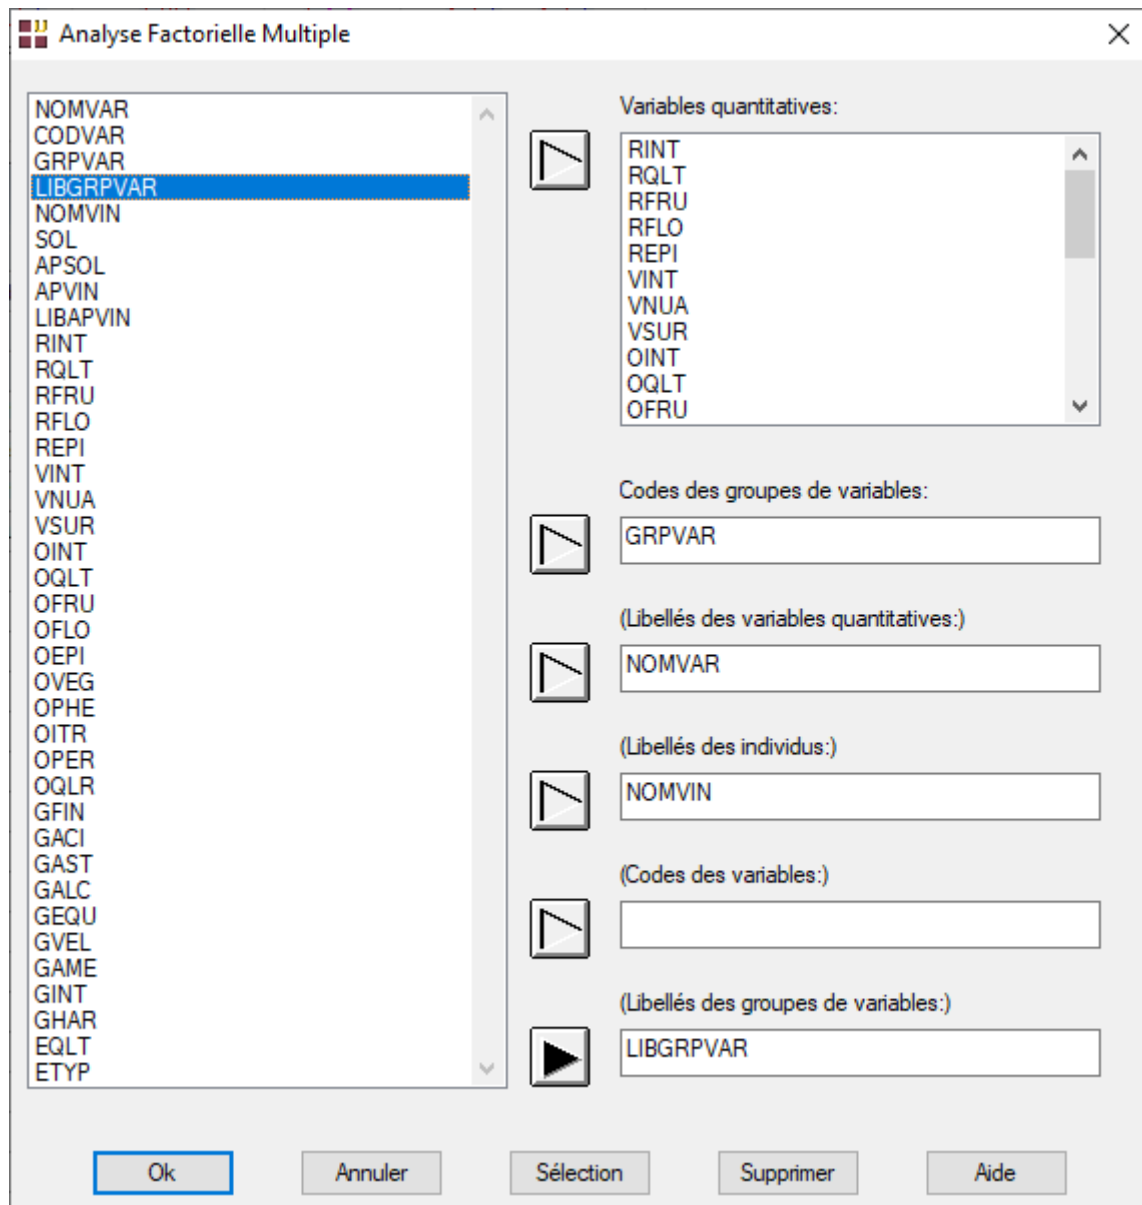 Analyse Factorielle Multiple
NOMVAR
CODVAR
GRPVAR
LIBGRPVAR
NOMVIN
SOL
APSOL
APVIN
LIBAPVIN
RINT
RQLT
RFRU
RFLO
REPI
VINT
VNUA
VSUR
OINT
OQLT
OFRU
OFLO
OEPI
OVEG
OPHE
OITR
OPER
OQLR
GFIN
GACI
GAST
GALC
GEQU
GVEL
GAME
GINT
GHAR
EQLT
ETYP
Variables quantitatives:
RINT
RQLT
RFRU
RFLO
REPI
VINT
VNUA
VSUR
OINT
OQLT
OFRU
Codes des groupes de variables:
GRPVAR
(Libellés des variables quantitatives:)
NOMVAR
(Libellés des individus:)
NOMVIN
(Codes des variables:)
(Libellés des groupes de variables:)
LIBGRPVAR
Ok
Annuler
Sélection
Supprimer
Aide